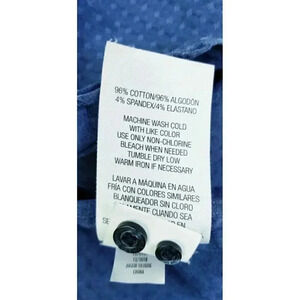 96% COTTON/96% ALGODÓN
4% SPANDEX/4% ELASTANO
MACHINE WASH COLD
WITH LIKE COLOR
USE ONLY NON-CHLORINE
BLEACH WHEN NEEDED
TUMBLE DRY LOW
WARM IRON IF NECESSARY
LAVAR A MÁQUINA EN AGUA
FRÍA CON COLORES SIMILARES
BLANQUEADOR SIN CLORO
CUANDO SEA
SE EN